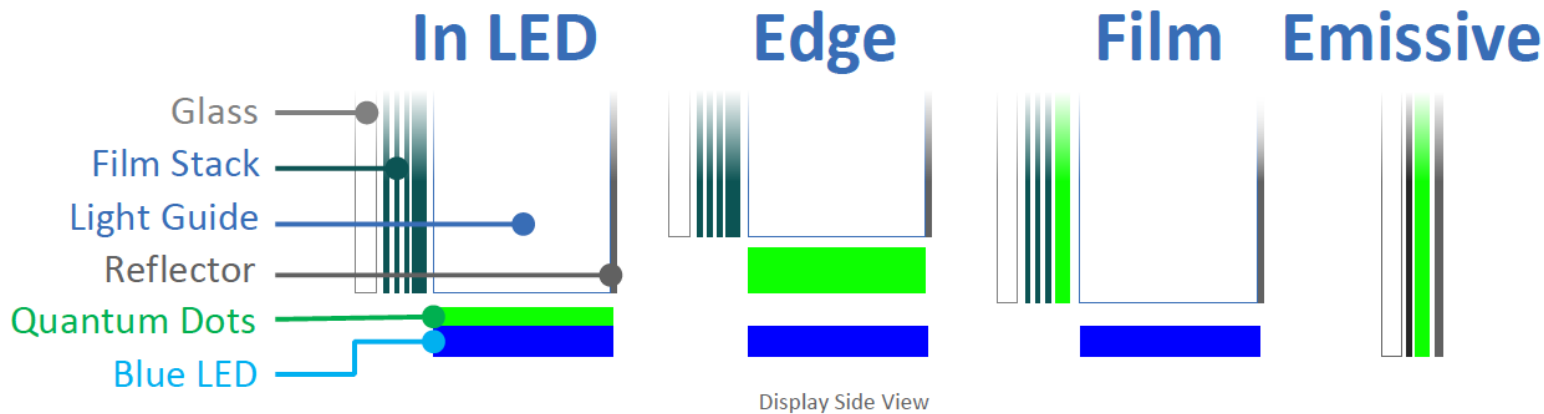 In LED
Edge
Film
Emissive
Glass
Film Stack
Light Guide
Reflector
Quantum Dots
Blue LED
Display Side View